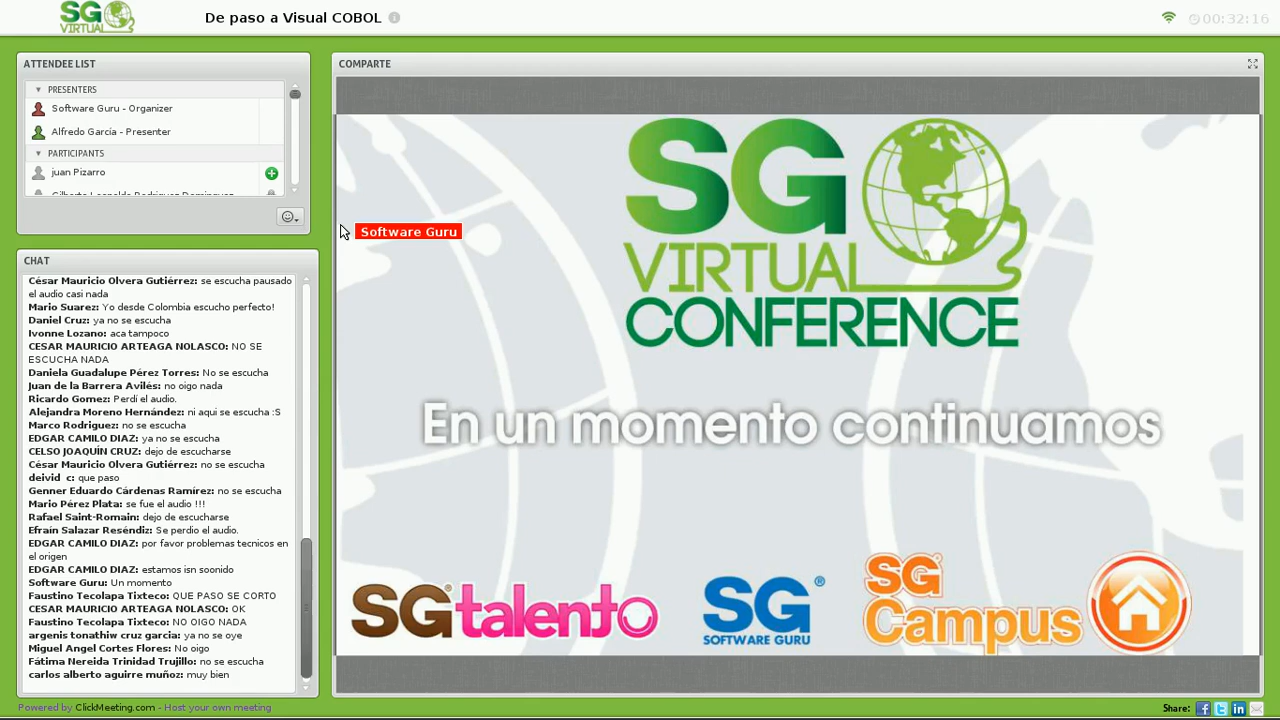 SG
VIRTUAL
De paso a Visual COBOL
00:32:16
ATTENDEE LIST
PRESENTERS
Software Guru - Organizer
Alfredo García - Presenter
PARTICIPANTS
juan Pizarro
CHAT
César Mauricio Olvera Gutiérrez: se escucha pausado
el audio casi nada
Mario Suarez: Yo desde Colombia escucho perfecto!
Daniel Cruz: ya no se escucha
Ivonne Lozano: aca tampoco
CESAR MAURICIO ARTEAGA NOLASCO: NO SE
ESCUCHA NADA
Daniela Guadalupe Pérez Torres: No se escucha
Juan de la Barrera Avilés: no oigo nada
Ricardo Gomez: Perdí el audio.
Alejandra Moreno Hernández: ni aqui se escucha :S
Marco Rodriguez: no se escucha
EDGAR CAMILO DIAZ: ya no se escucha
CELSO JOAQUÍN CRUZ: dejo de escucharse
César Mauricio Olvera Gutiérrez: no se escucha
deivid c: que paso
Genner Eduardo Cárdenas Ramírez: no se escucha
Mario Pérez Plata: se fue el audio !!!
Rafael Saint-Romain: dejo de escucharse
Efraín Salazar Reséndiz: Se perdio el audio.
EDGAR CAMILO DIAZ: por favor problemas tecnicos en
el origen
EDGAR CAMILO DIAZ: estamos isn soonido
Software Guru: Un momento
Faustino Tecolapa Tixteco: QUE PASO SE CORTO
CESAR MAURICIO ARTEAGA NOLASCO: OK
Faustino Tecolapa Tixteco: NO OIGO NADA
argenis tonathiw cruz garcia: ya no se oye
Miguel Angel Cortes Flores: No oigo
Fátima Nereida Trinidad Trujillo: no se escucha
carlos alberto aguirre muñoz: muy bien
COMPARTE
Software Guru
SG
VIRTUAL
CONFERENCE
En un momento continuamos
SG talento
SG®
SOFTWARE GURU
SG
Campus
Powered by ClickMeeting.com - Host your own meeting
Share: